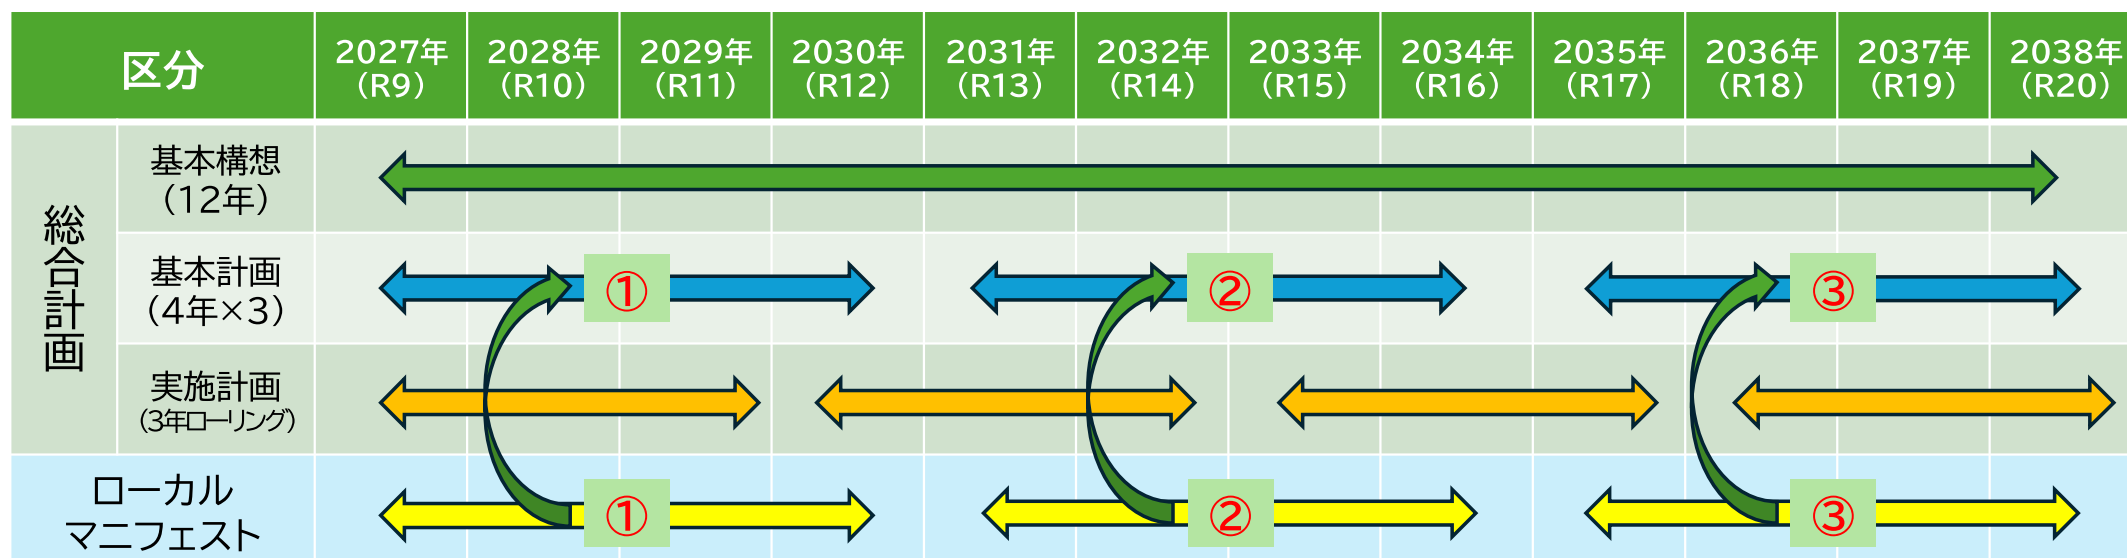 区分
2027年
（R9）
2028年
（R10）
2029年
（R11）
2030年
（R12）
2031年
（R13）
2032年
（R14）
2033年
（R15）
2034年
（R16）
2035年
（R17）
2036年
（R18）
2037年
（R19）
2038年
（R20）
総合計画
基本構想
（12年）
基本計画
（4年×3）
①
②
③
実施計画
（3年ローリング）
ローカル
マニフェスト
①
②
③